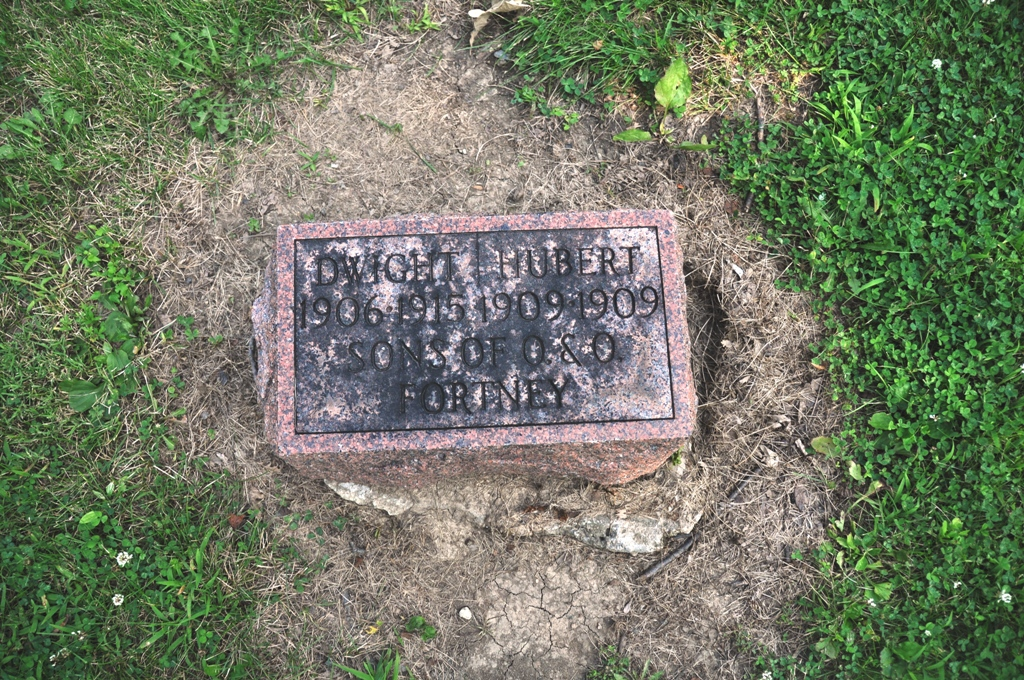 DWIGHT | HUBERT
1906·1915 1909·1909
SONS OF O. & O.
FORTNEY